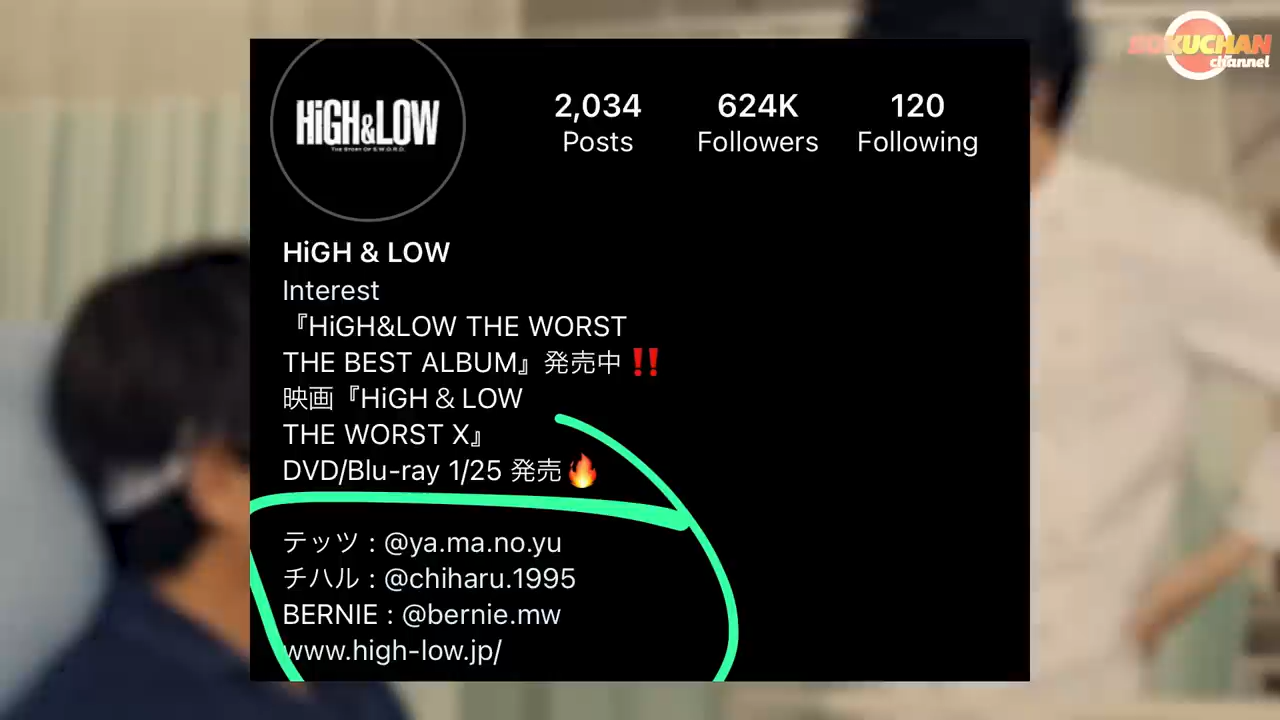 SOKUCHAN
channel
HiGH&LOW
THE STORY OF S.W.O.R.D.
2,034 624K 120
Posts Followers Following
HiGH & LOW
Interest
『HiGH&LOW THE WORST
THE BEST ALBUM』発売中‼️
映画『HiGH＆LOW
THE WORST X』
DVD/Blu-ray 1/25 発売🔥
テッツ : @ya.ma.no.yu
チハル : @chiharu.1995
BERNIE : @bernie.mw
www.high-low.jp/